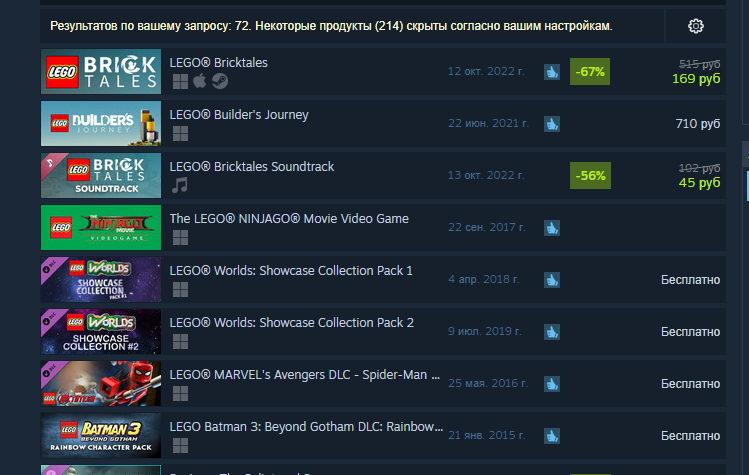 Результатов по вашему запросу: 72. Некоторые продукты (214) скрыты согласно вашим настройкам.
LEGO BRICK TALES
LEGO® Bricktales
12 окт. 2022 г.
-67%
515 руб
169 руб
LEGO BUILDER'S JOURNEY
LEGO® Builder's Journey
22 июн. 2021 г.
710 руб
LEGO BRICK TALES SOUNDTRACK
LEGO® Bricktales Soundtrack
13 окт. 2022 г.
-56%
102 руб
45 руб
LEGO THE NINJAGO MOVIE VIDEOGAME
The LEGO® NINJAGO® Movie Video Game
22 сен. 2017 г.
DLC LEGO WORLDS SHOWCASE COLLECTION PACK #1
LEGO® Worlds: Showcase Collection Pack 1
4 апр. 2018 г.
Бесплатно
DLC LEGO WORLDS SHOWCASE COLLECTION #2
LEGO® Worlds: Showcase Collection Pack 2
9 июл. 2019 г.
Бесплатно
DLC LEGO
LEGO® MARVEL's Avengers DLC - Spider-Man ...
25 мая. 2016 г.
Бесплатно
LEGO BATMAN 3 BEYOND GOTHAM RAINBOW CHARACTER PACK
LEGO Batman 3: Beyond Gotham DLC: Rainbow...
21 янв. 2015 г.
Бесплатно